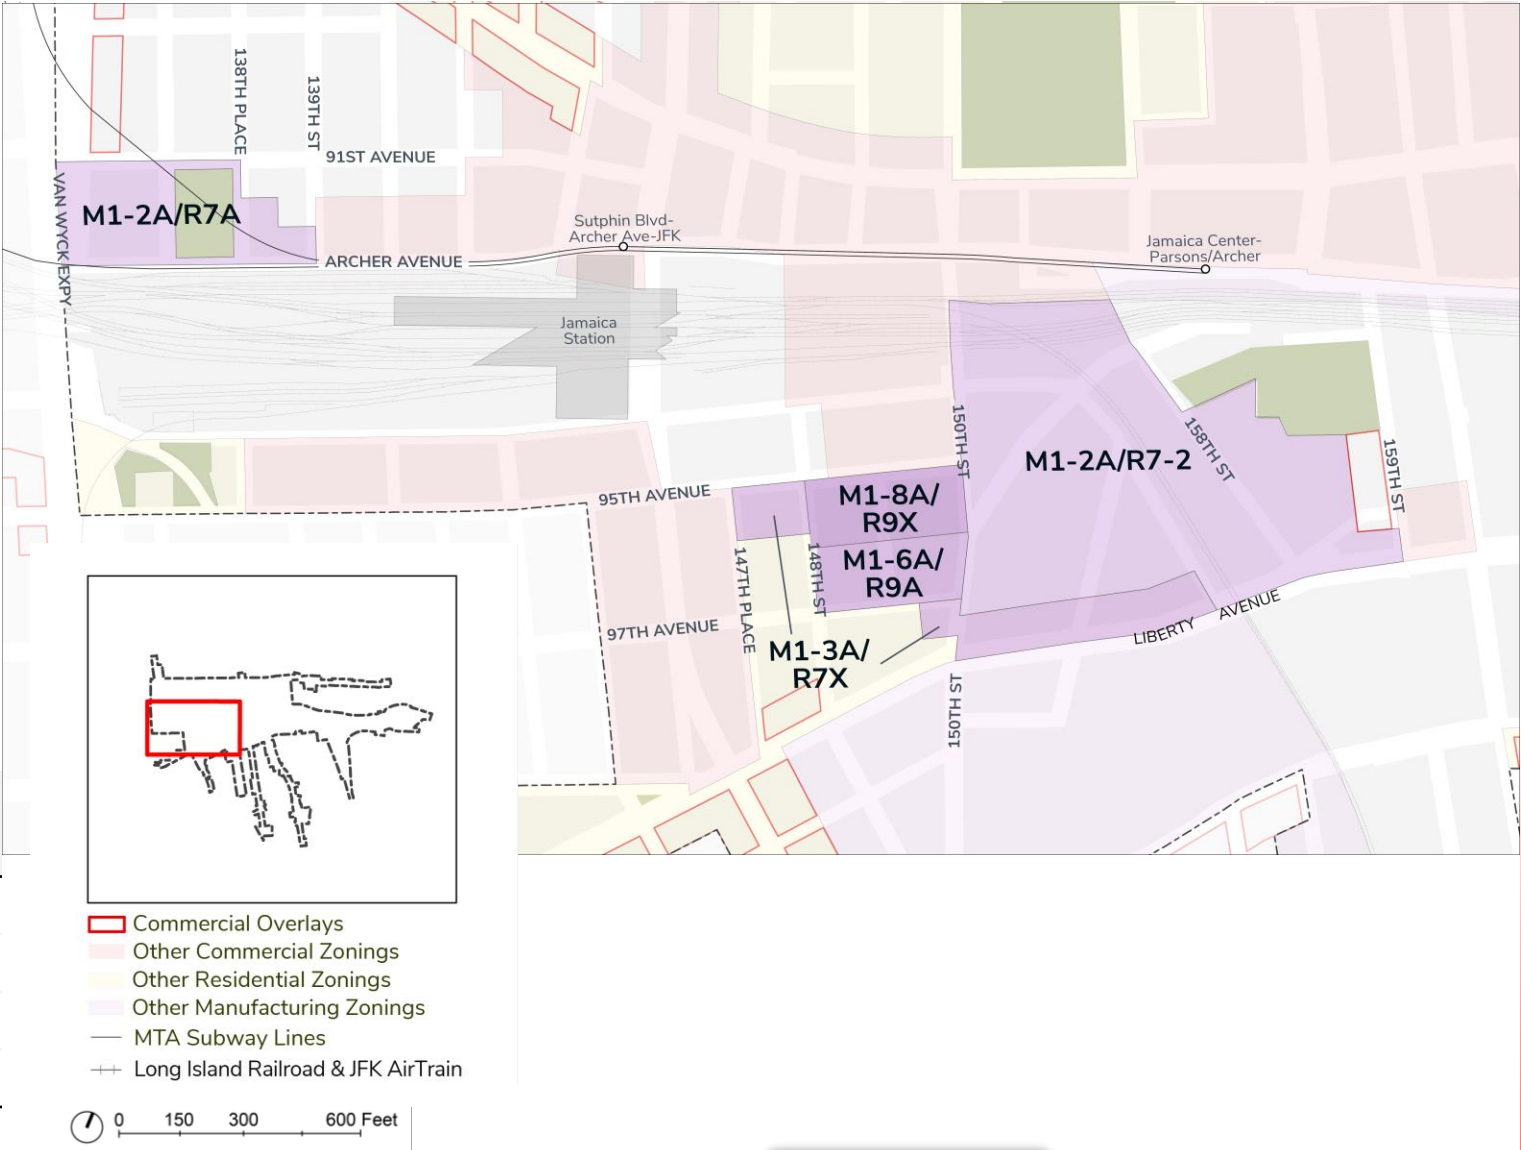 138TH PLACE
139TH ST
91ST AVENUE
VAN WYCK EXPY
M1-2A/R7A
Sutphin Blvd-
Archer Ave-JFK
Jamaica Center-
Parsons/Archer
ARCHER AVENUE
Jamaica
Station
150TH ST
158TH ST
159TH ST
M1-2A/R7-2
95TH AVENUE
M1-8A/
R9X
147TH PLACE
148TH ST
M1-6A/
R9A
97TH AVENUE
M1-3A/
R7X
LIBERTY AVENUE
150TH ST
Commercial Overlays
Other Commercial Zonings
Other Residential Zonings
Other Manufacturing Zonings
MTA Subway Lines
Long Island Railroad & JFK AirTrain
0 150 300 600 Feet